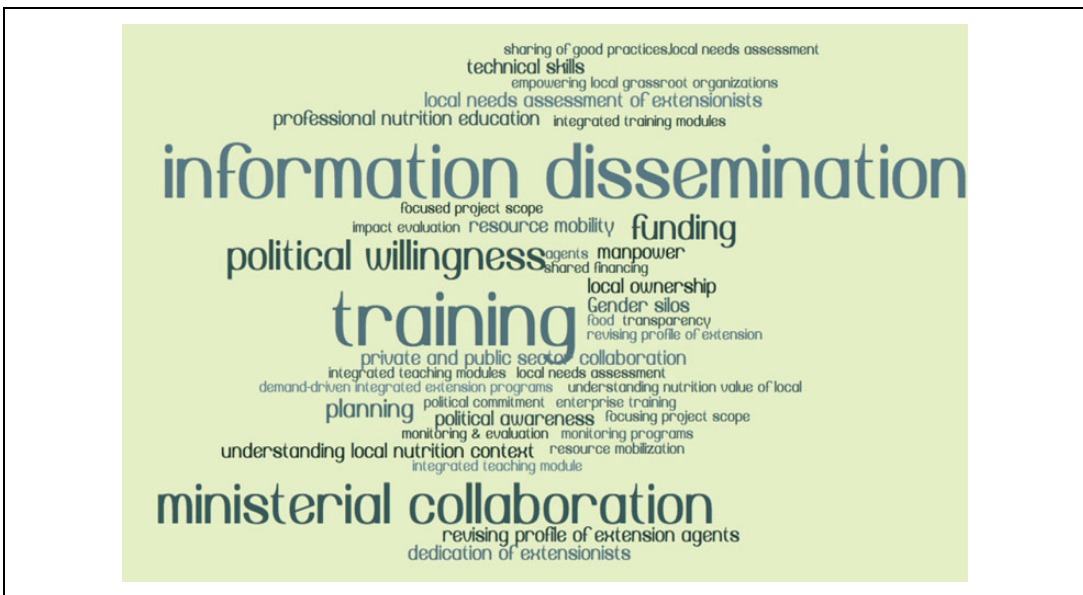 sharing of good practices,local needs assessment
technical skills
empowering local grassroot organizations
local needs assessment of extensionists
professional nutrition education integrated training modules
information dissemination
focused project scope
impact evaluation resource mobility funding
political willingness agents manpower
shared financing
local ownership
training Gender silos
food transparency
revising profile of extension
private and public sector collaboration
integrated teaching modules local needs assessment
demand-driven integrated extension programs understanding nutrition value of local
planning political commitment enterprise training
political awareness focusing project scope
monitoring & evaluation monitoring programs
understanding local nutrition context resource mobilization
integrated teaching module
ministerial collaboration
revising profile of extension agents
dedication of extensionists